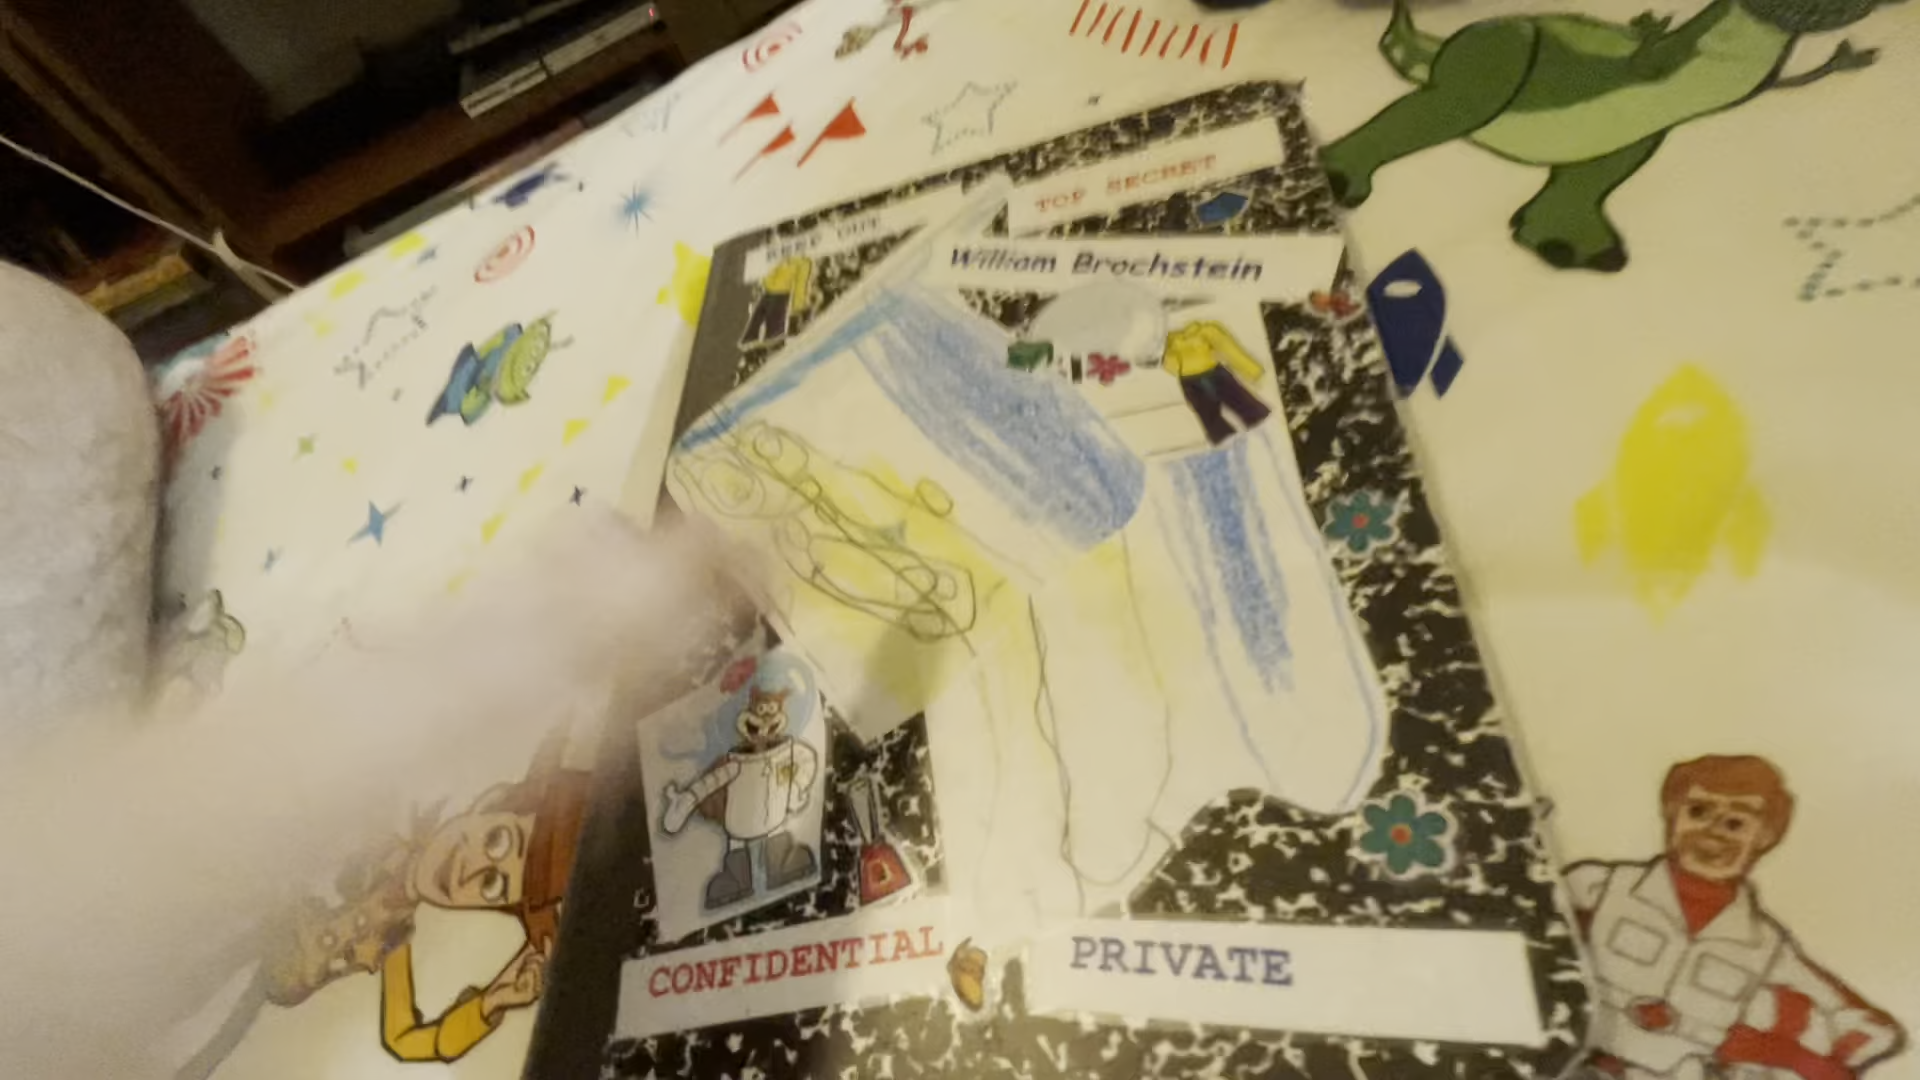 KEEP OUT
TOP SECRET
William Brochstein
CONFIDENTIAL
PRIVATE